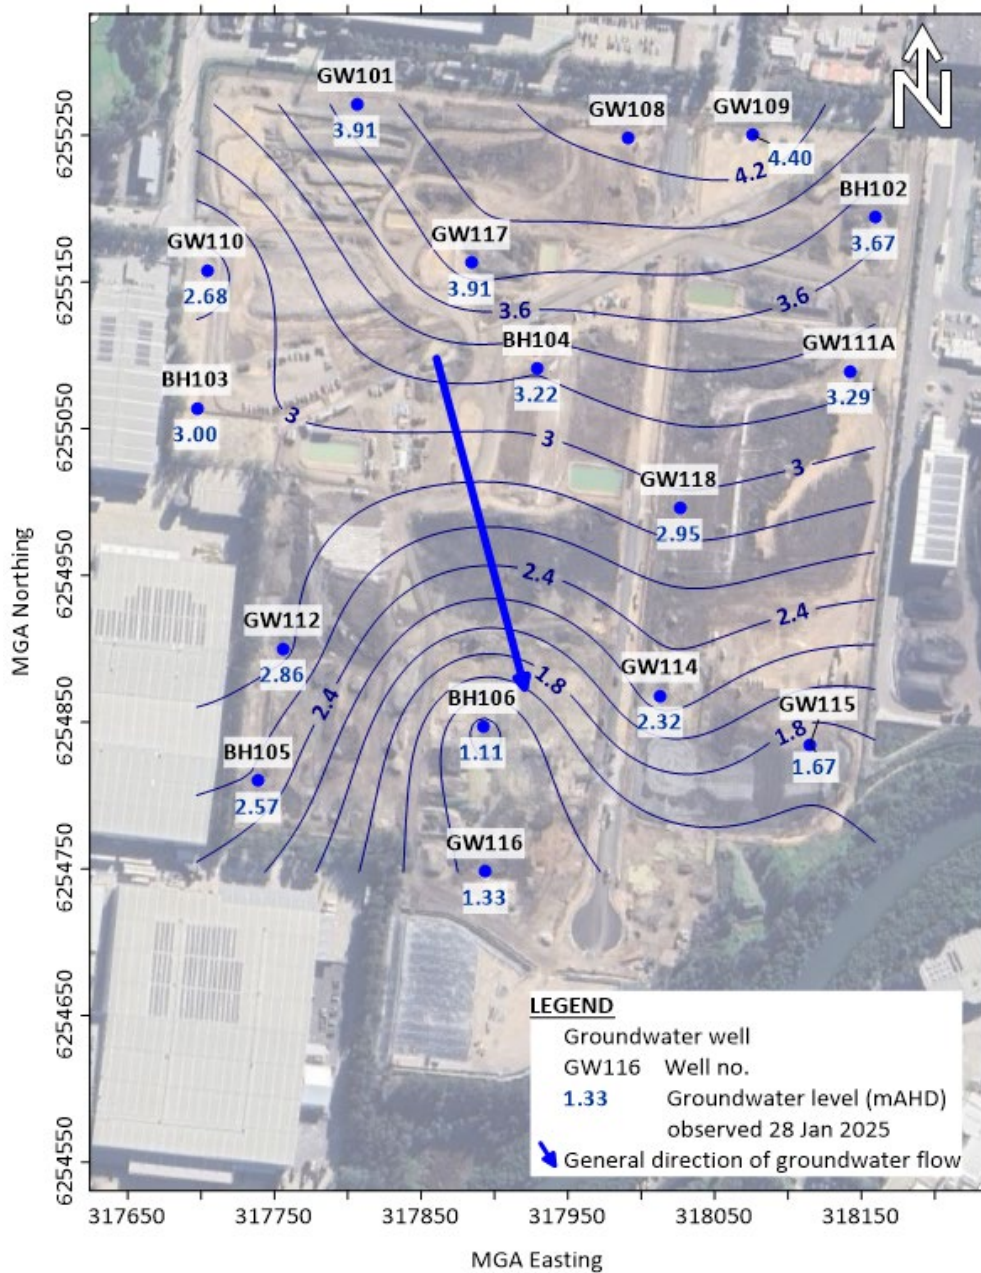 N
GW101
3.91
GW108
GW109
4.40
4.2
BH102
3.67
GW110
2.68
GW117
3.91
3.6
3.6
BH104
3.22
GW111A
3.29
BH103
3.00
3
3
3
GW118
2.95
2.4
2.4
GW112
2.86
2.4
1.8
GW114
2.32
BH106
1.11
GW115
1.8
1.67
BH105
2.57
GW116
1.33
LEGEND
Groundwater well
GW116 Well no.
1.33 Groundwater level (mAHD)
observed 28 Jan 2025
General direction of groundwater flow
MGA Northing
6255250
6255150
6255050
6254950
6254850
6254750
6254650
6254550
317650 317750 317850 317950 318050 318150
MGA Easting